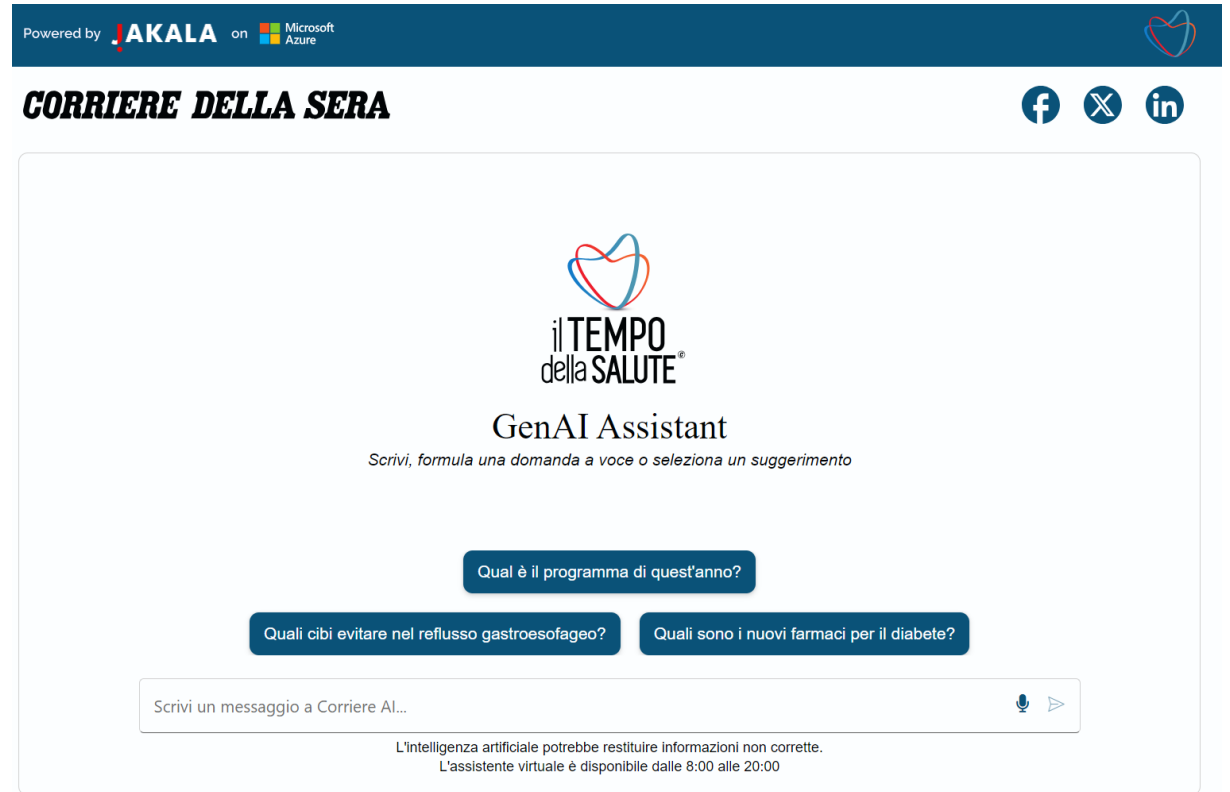 Powered by JAKALA on Microsoft Azure
CORRIERE DELLA SERA
il TEMPO
della SALUTE®
GenAI Assistant
Scrivi, formula una domanda a voce o seleziona un suggerimento
Qual è il programma di quest'anno?
Quali cibi evitare nel reflusso gastroesofageo?
Quali sono i nuovi farmaci per il diabete?
Scrivi un messaggio a Corriere AI...
L'intelligenza artificiale potrebbe restituire informazioni non corrette.
L'assistente virtuale è disponibile dalle 8:00 alle 20:00